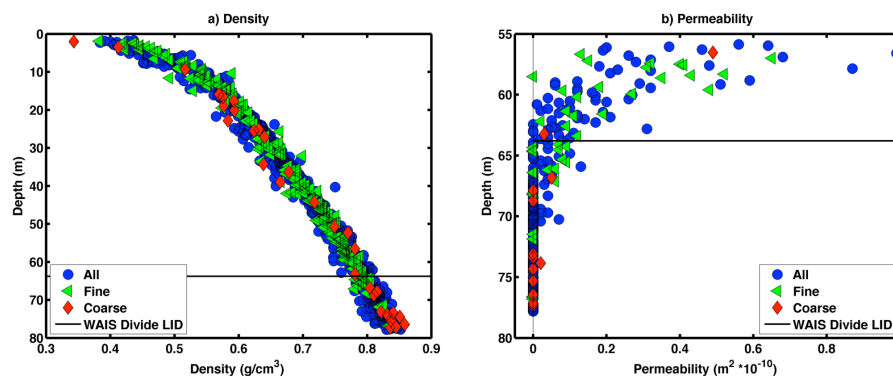 a) Density
0
10
20
30
40
50
60
70
80
Depth (m)
0.3 0.4 0.5 0.6 0.7 0.8 0.9
Density (g/cm³)
All
Fine
Coarse
WAIS Divide LID
b) Permeability
55
60
65
70
75
80
Depth (m)
0 0.2 0.4 0.6 0.8
Permeability (m² *10⁻¹⁰)
All
Fine
Coarse
WAIS Divide LID